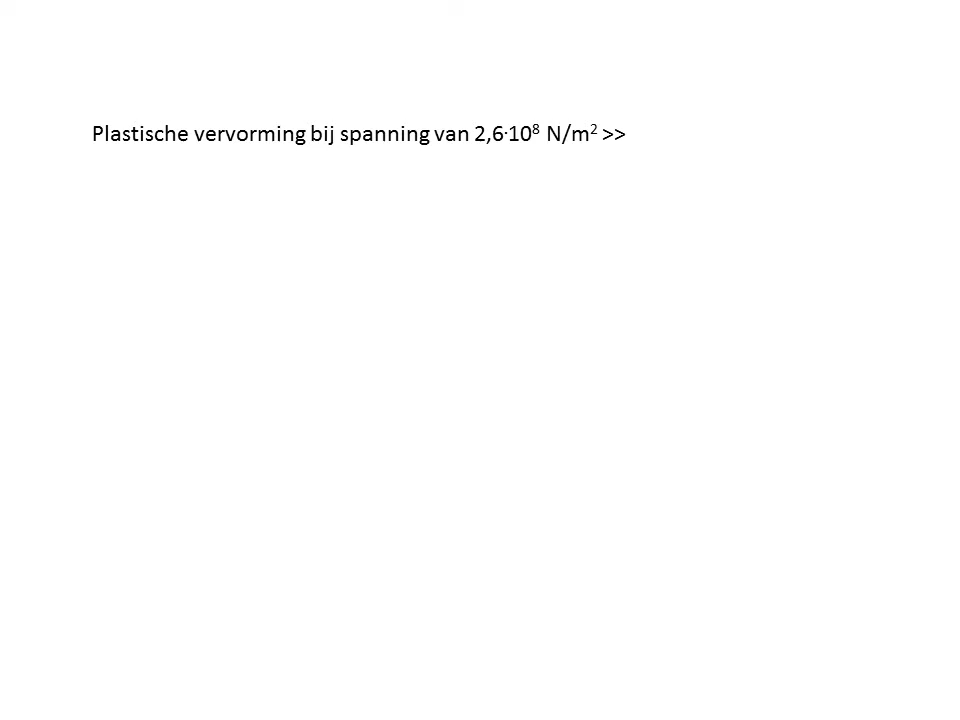 Plastische vervorming bij spanning van 2,6·10⁸ N/m² >>